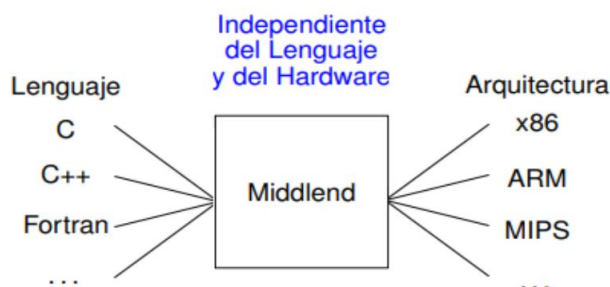 Independiente
del Lenguaje
y del Hardware
Lenguaje
C
C++
Fortran
...
Middlend
Arquitectura
x86
ARM
MIPS
...